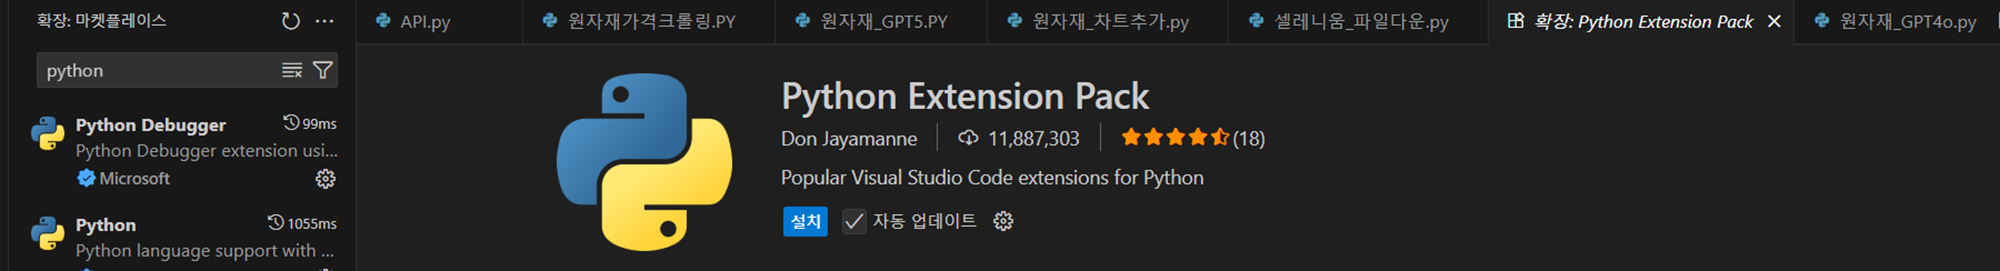 확장: 마켓플레이스
python
Python Debugger 99ms
Python Debugger extension usi...
Microsoft
Python 1055ms
Python language support with ...
API.py 원자재가격크롤링.PY 원자재_GPT5.PY 원자재_차트추가.py 셀레니움_파일다운.py 확장: Python Extension Pack 원자재_GPT4o.py
Python Extension Pack
Don Jayamanne 11,887,303 (18)
Popular Visual Studio Code extensions for Python
설치 자동 업데이트